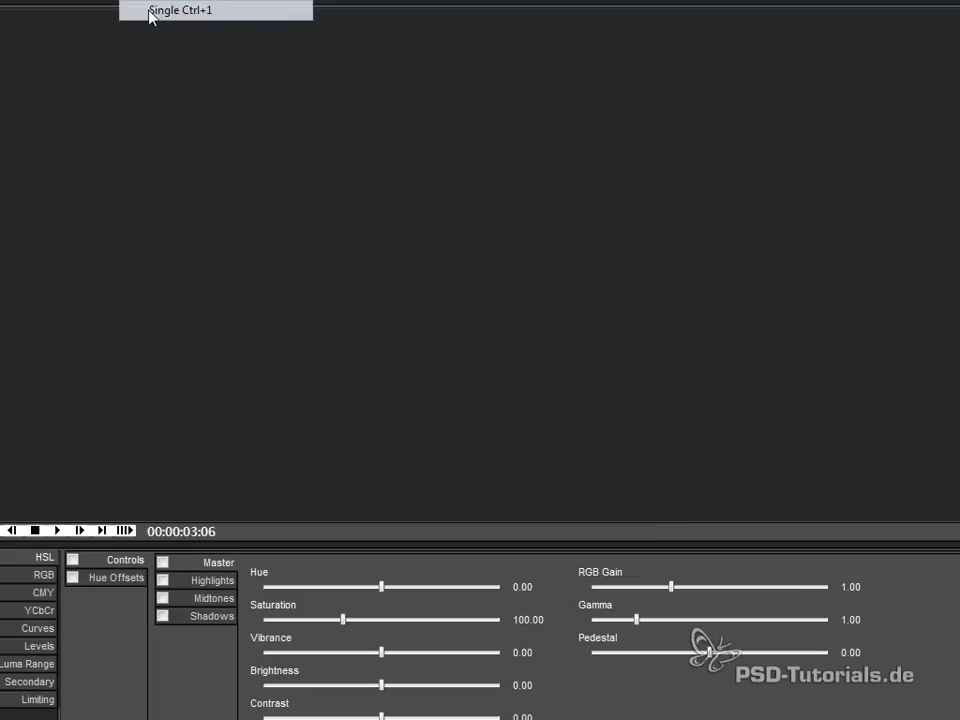 Single Ctrl+1
00:00:03:06
HSL
RGB
CMY
YCbCr
Curves
Levels
Luma Range
Secondary
Limiting
Controls
Hue Offsets
Master
Highlights
Midtones
Shadows
Hue 0.00
Saturation 100.00
Vibrance 0.00
Brightness 0.00
Contrast 0.00
RGB Gain 1.00
Gamma 1.00
Pedestal 0.00
PSD-Tutorials.de